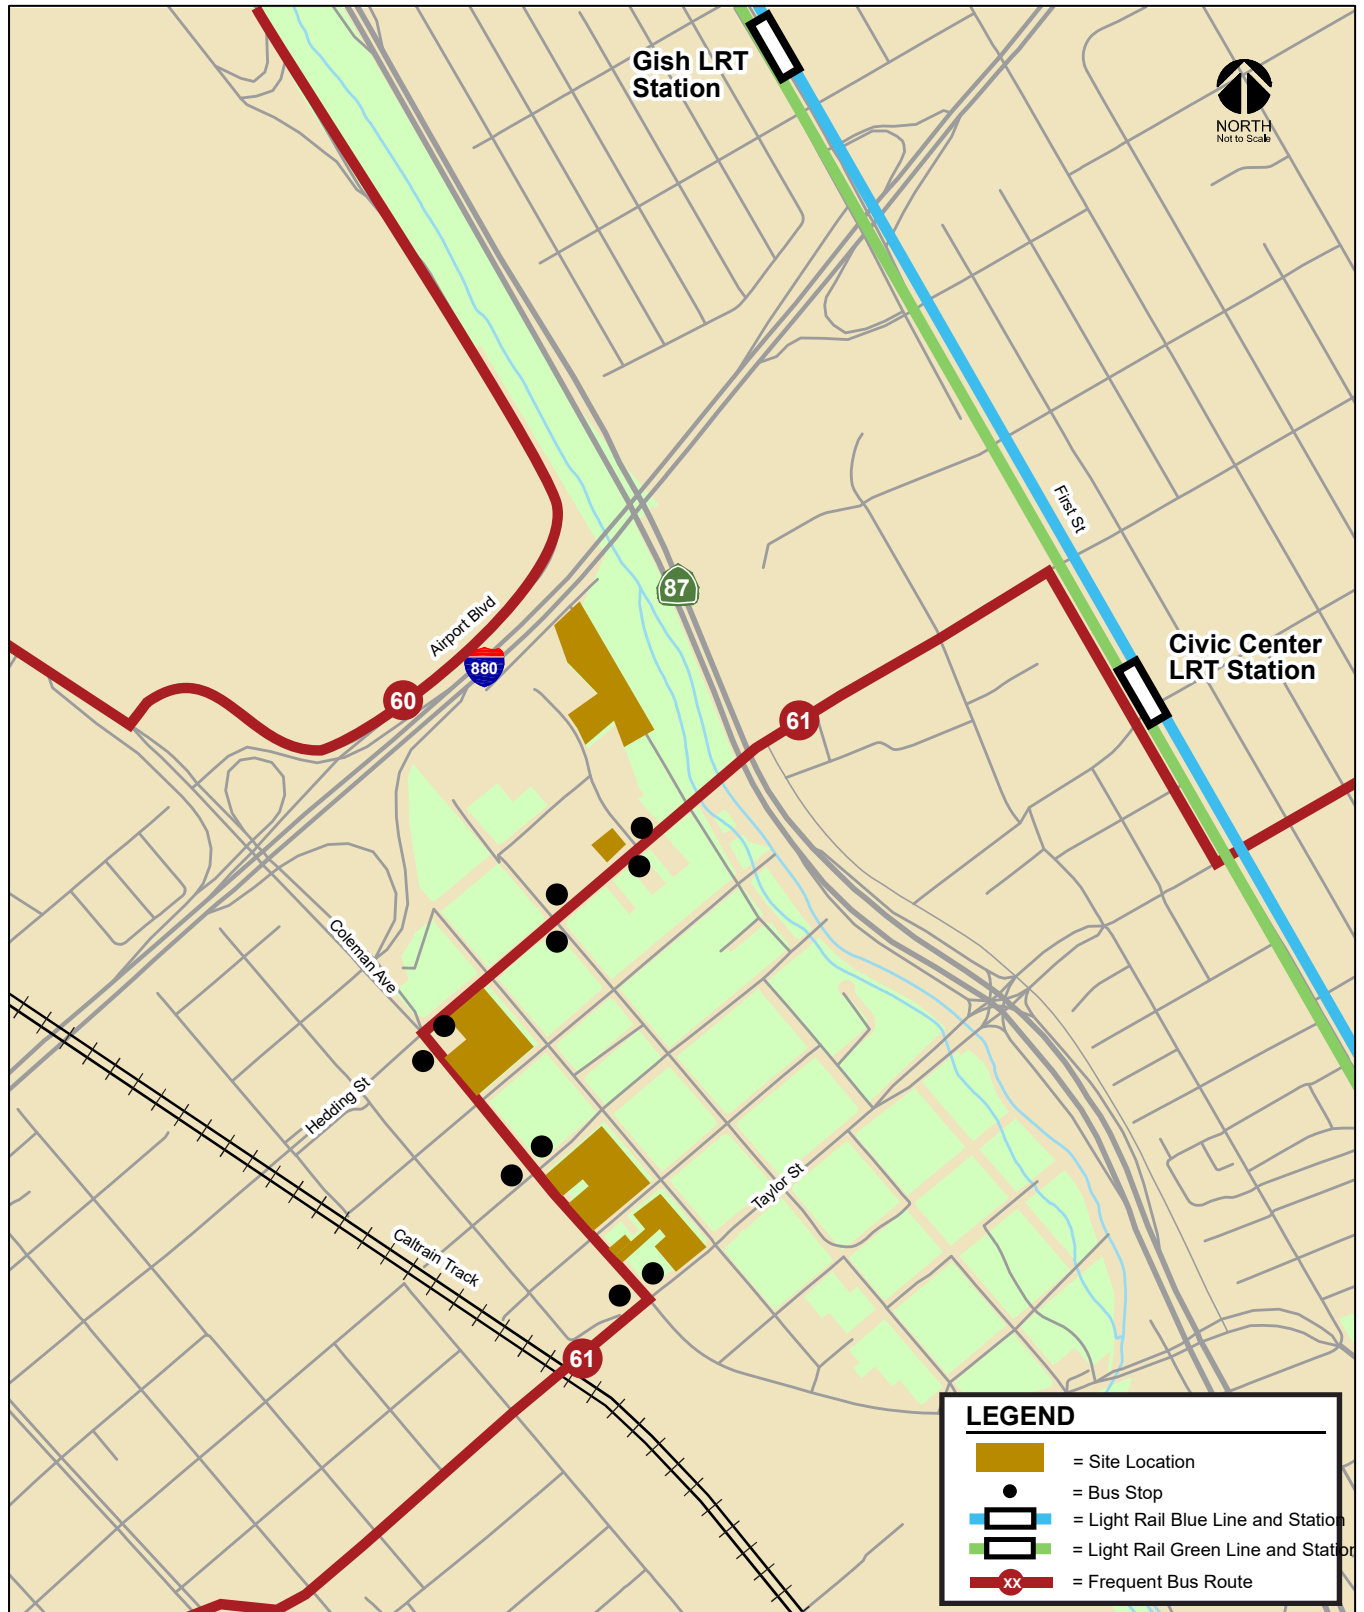 Gish LRT
Station
NORTH
Not to Scale
First St
87
Airport Blvd
880
60
Civic Center
LRT Station
61
Coleman Ave
Hedding St
Taylor St
Caltrain Track
61
LEGEND
= Site Location
= Bus Stop
= Light Rail Blue Line and Station
= Light Rail Green Line and Station
XX = Frequent Bus Route